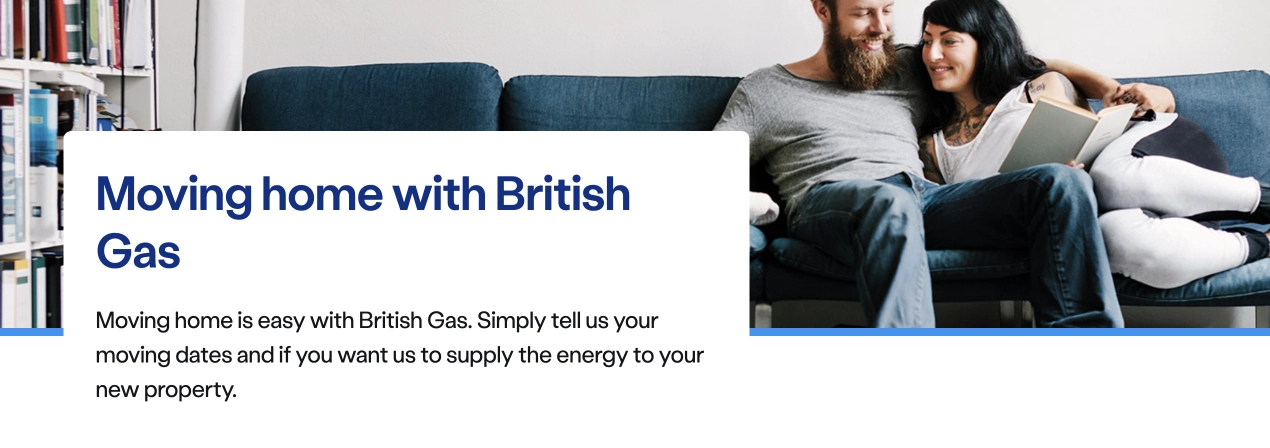 Moving home with British
Gas
Moving home is easy with British Gas. Simply tell us your
moving dates and if you want us to supply the energy to your
new property.